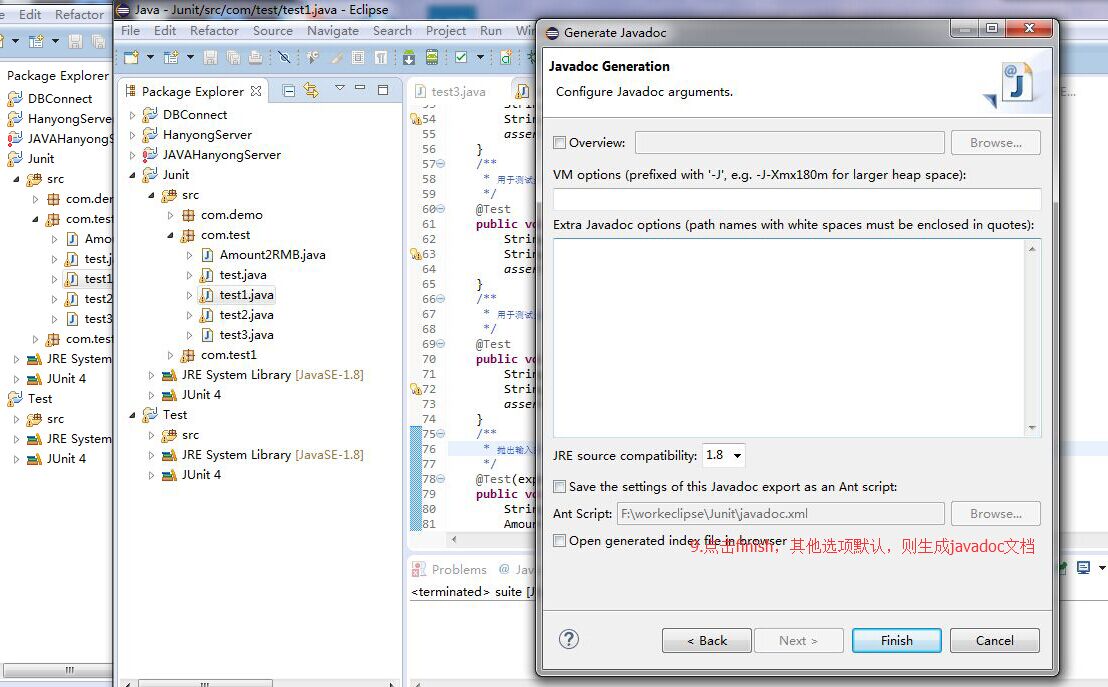 Edit Refactor
Package Explorer
DBConnect
HanyongServe
JAVAHanyongS
Junit
src
com.der
com.test
Amo
test.j
test1
test2
test3
com.test
JRE System
JUnit 4
Test
src
JRE System
JUnit 4
Java - Junit/src/com/test/test1.java - Eclipse
File Edit Refactor Source Navigate Search Project Run Wi
Package Explorer
DBConnect
HanyongServer
JAVAHanyongServer
Junit
src
com.demo
com.test
Amount2RMB.java
test.java
test1.java
test2.java
test3.java
com.test1
JRE System Library [JavaSE-1.8]
JUnit 4
Test
src
JRE System Library [JavaSE-1.8]
JUnit 4
test3.java
Strin
54 Strin
55 asser
56 }
57 /**
58 * 用于测试
59 */
60 @Test
61 public vo
62 Strin
63 Strin
64 asser
65 }
66 /**
67 * 用于测试
68 */
69 @Test
70 public vo
71 Strin
72 Strin
73 asser
74 }
75 /**
76 * 抛出输入
77 */
78 @Test(exp
79 public vo
80 Strin
81 Amour
Problems @ Jav
<terminated> suite [J
Generate Javadoc
Javadoc Generation
Configure Javadoc arguments.
Overview: Browse...
VM options (prefixed with '-J', e.g. -J-Xmx180m for larger heap space):
Extra Javadoc options (path names with white spaces must be enclosed in quotes):
JRE source compatibility: 1.8
Save the settings of this Javadoc export as an Ant script:
Ant Script: F:\workeclipse\Junit\javadoc.xml Browse...
Open generated index file in browser
9.点击finish，其他选项默认，则生成javadoc文档
< Back Next > Finish Cancel